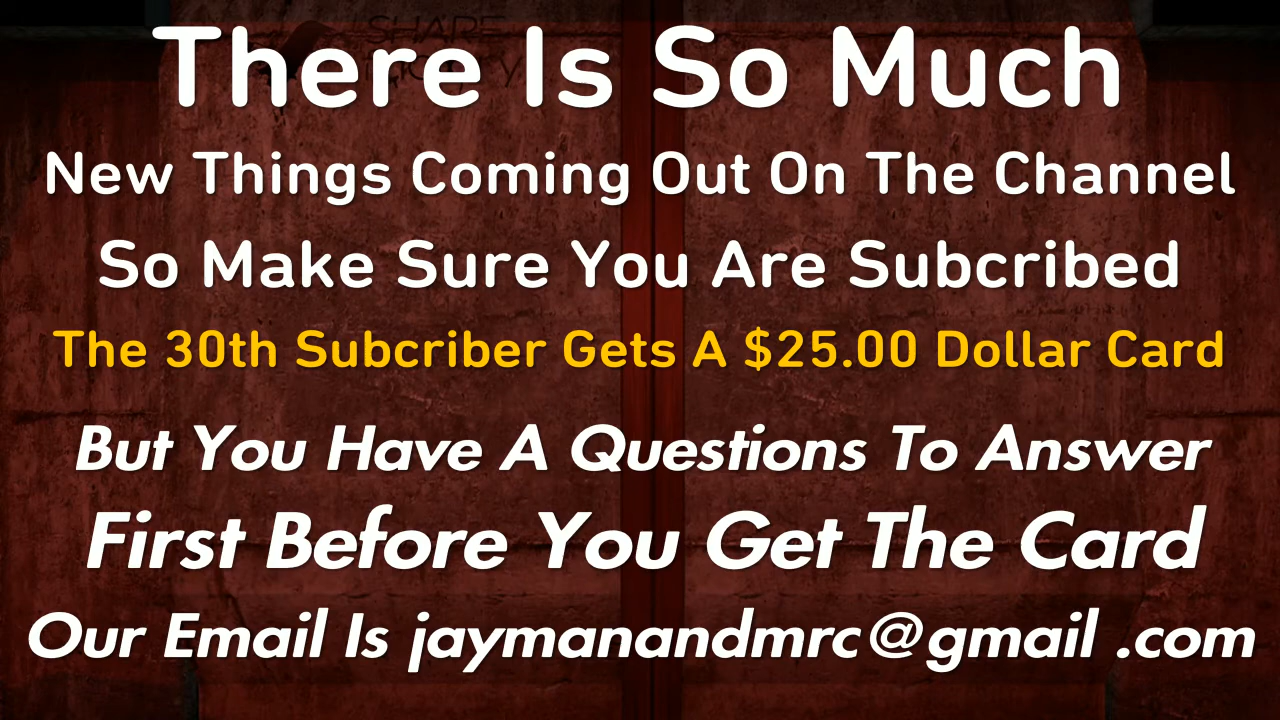 SHARE
There Is So Much
New Things Coming Out On The Channel
So Make Sure You Are Subcribed
The 30th Subcriber Gets A $25.00 Dollar Card
But You Have A Questions To Answer
First Before You Get The Card
Our Email Is jaymanandmrc@gmail .com